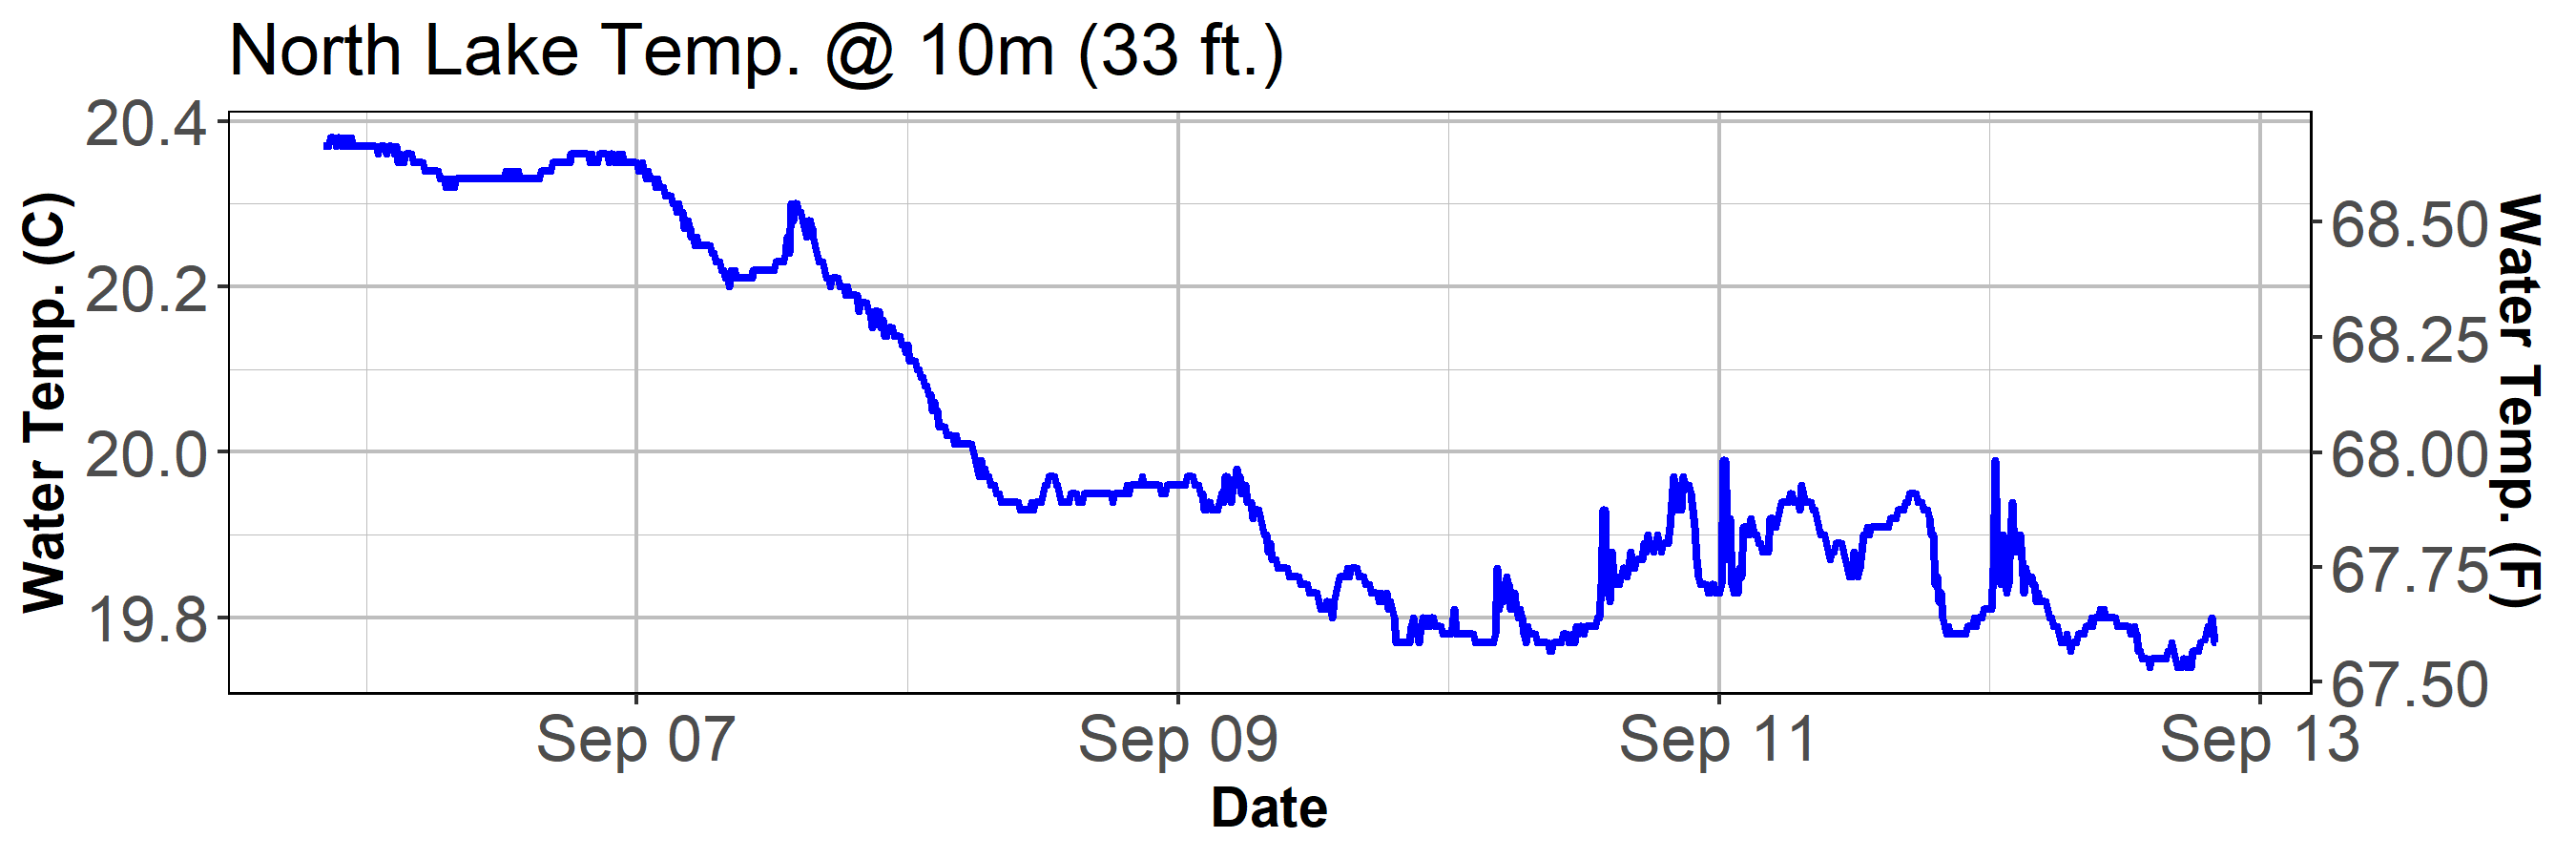 North Lake Temp. @ 10m (33 ft.)
Water Temp. (C)
20.4
20.2
20.0
19.8
68.50
68.25
68.00
67.75
67.50
Water Temp. (F)
Sep 07
Sep 09
Sep 11
Sep 13
Date